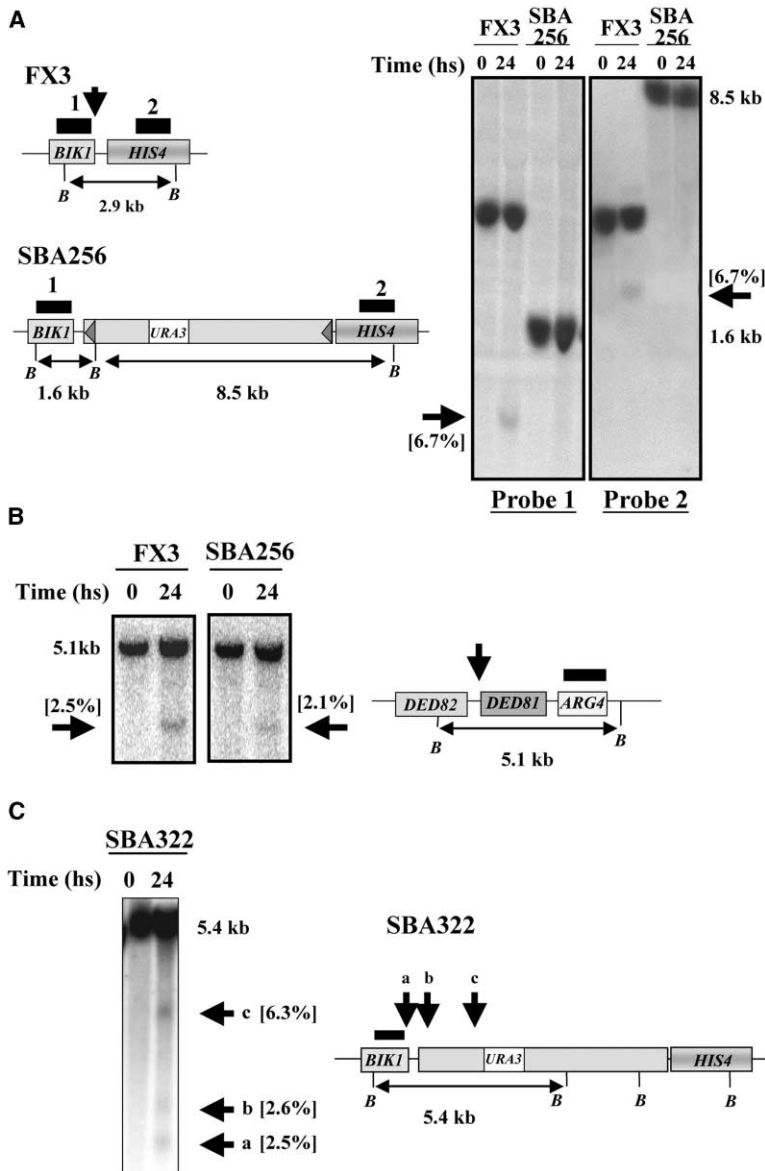 A
FX3
1 2
BIK1 HIS4
B B
2.9 kb
SBA256
1 2
BIK1 URA3 HIS4
B B B
1.6 kb 8.5 kb
FX3 SBA 256 FX3 SBA 256
Time (hs) 0 24 0 24 0 24 0 24
8.5 kb
[6.7%]
1.6 kb
[6.7%]
Probe 1 Probe 2
B
FX3 SBA256
Time (hs) 0 24 0 24
5.1kb
[2.5%] [2.1%]
DED82 DED81 ARG4
B B
5.1 kb
C
SBA322
Time (hs) 0 24
5.4 kb
c [6.3%]
b [2.6%]
a [2.5%]
SBA322
a b c
BIK1 URA3 HIS4
B B B B
5.4 kb